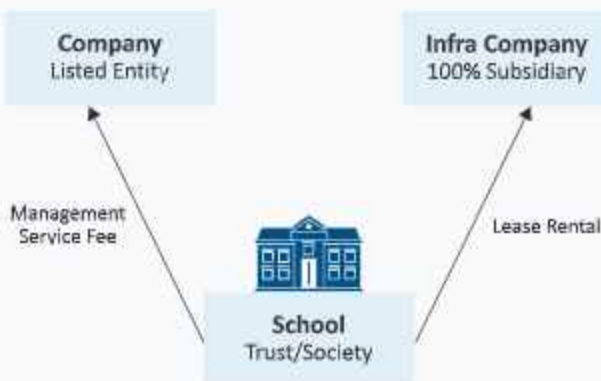 Company
Listed Entity
Infra Company
100% Subsidiary
Management
Service Fee
Lease Rental
School
Trust/Society